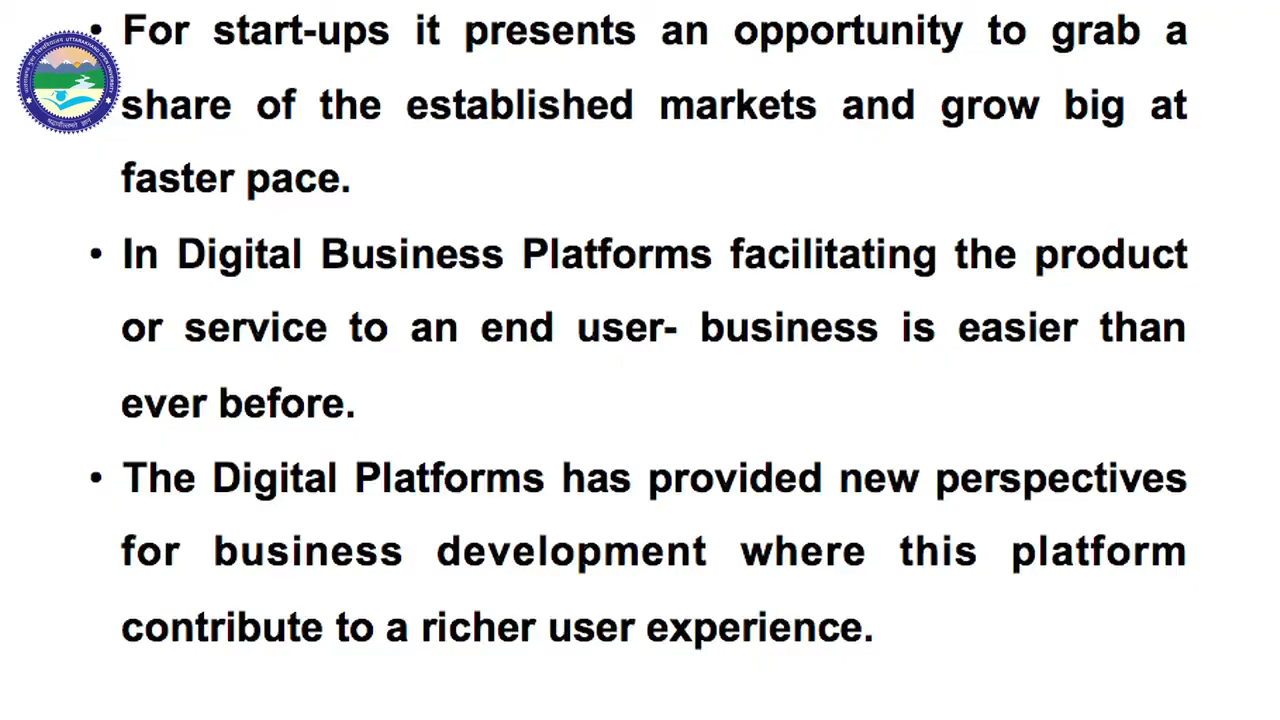 • For start-ups it presents an opportunity to grab a
share of the established markets and grow big at
faster pace.
• In Digital Business Platforms facilitating the product
or service to an end user- business is easier than
ever before.
• The Digital Platforms has provided new perspectives
for business development where this platform
contribute to a richer user experience.
UTTARAKHAND OPEN UNIVERSITY